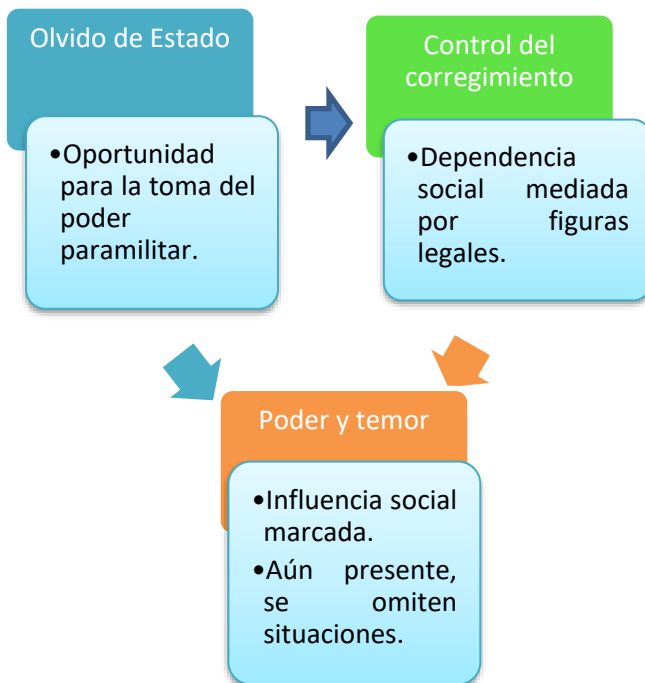 Olvido de Estado
•Oportunidad
para la toma del
poder
paramilitar.
Control del
corregimiento
•Dependencia
social mediada
por figuras
legales.
Poder y temor
•Influencia social
marcada.
•Aún presente,
se omiten
situaciones.